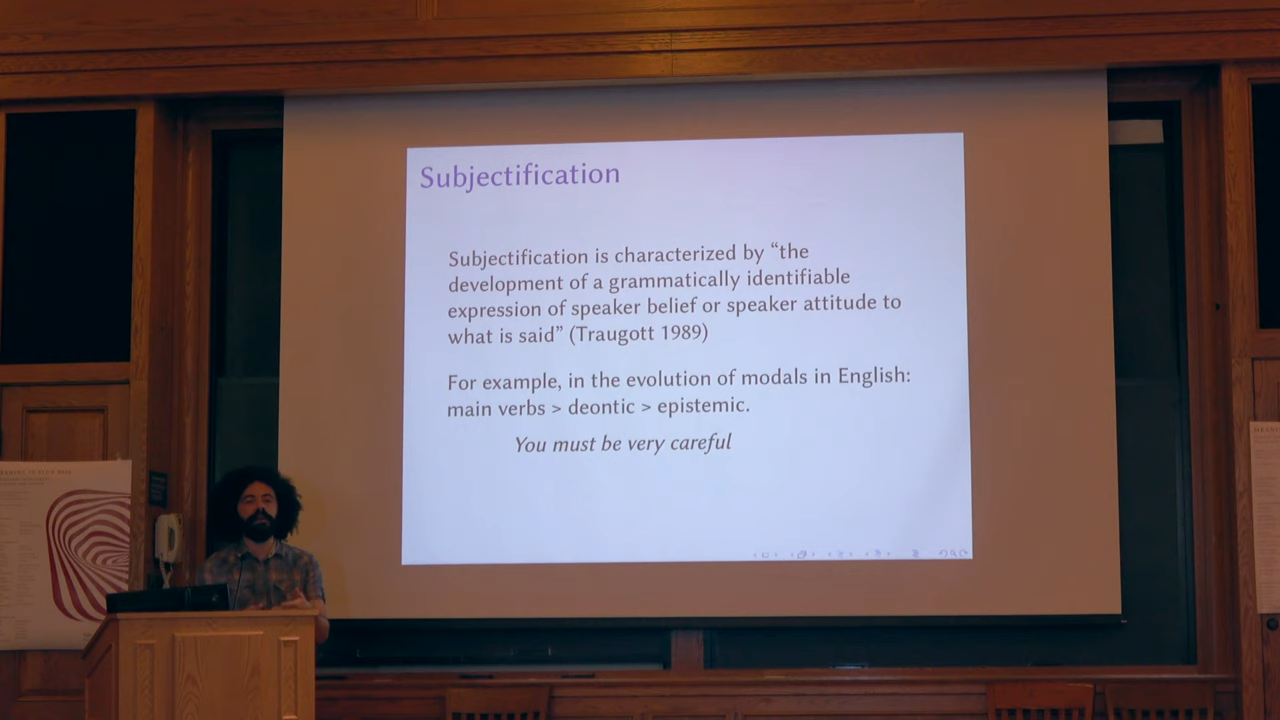 Subjectification
Subjectification is characterized by “the
development of a grammatically identifiable
expression of speaker belief or speaker attitude to
what is said” (Traugott 1989)
For example, in the evolution of modals in English:
main verbs > deontic > epistemic.
You must be very careful